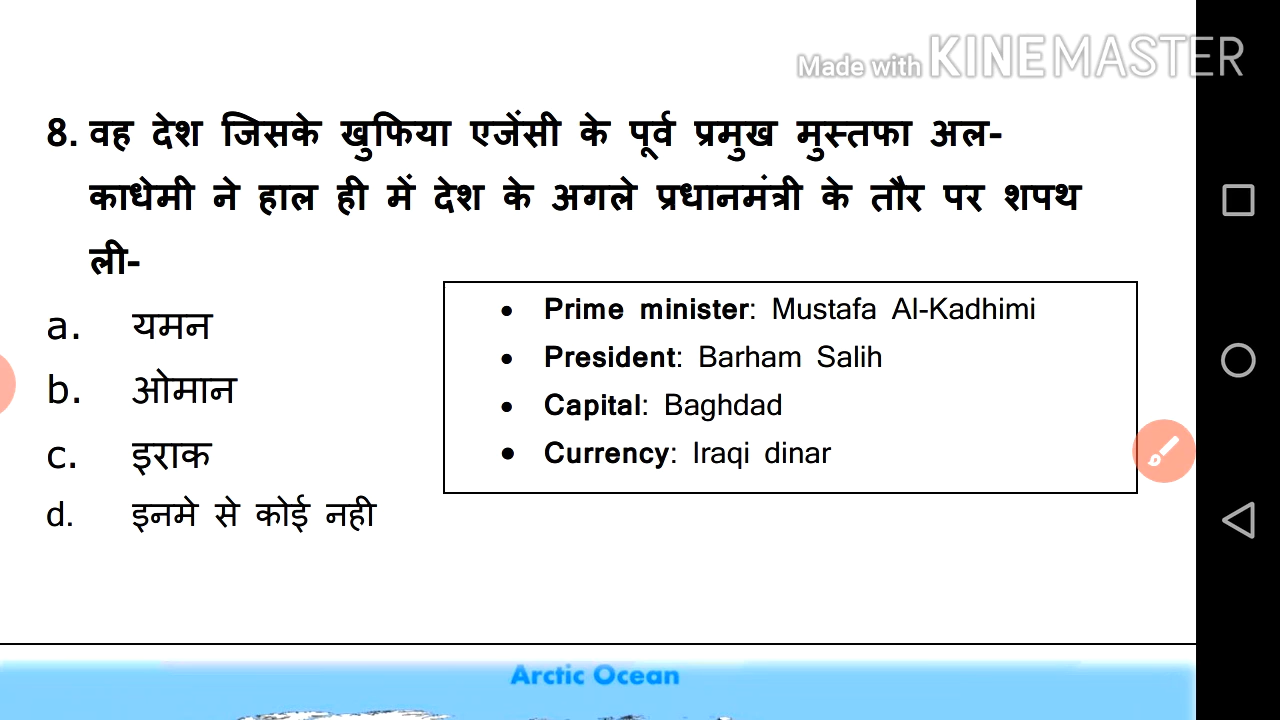 Made with KINEMASTER
8. वह देश जिसके खुफिया एजेंसी के पूर्व प्रमुख मुस्तफा अल-
काधेमी ने हाल ही में देश के अगले प्रधानमंत्री के तौर पर शपथ
ली-
a. यमन
b. ओमान
c. इराक
d. इनमे से कोई नही
• Prime minister: Mustafa Al-Kadhimi
• President: Barham Salih
• Capital: Baghdad
• Currency: Iraqi dinar
Arctic Ocean